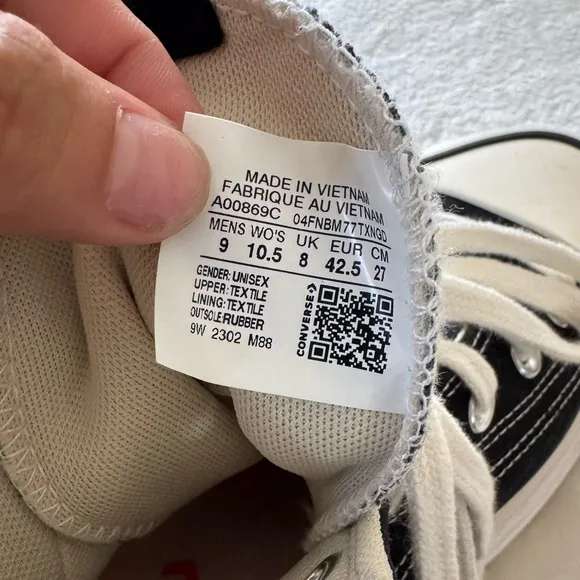 MADE IN VIETNAM
FABRIQUE AU VIETNAM
A00869C 04FNBM77TXNGD
MENS WO'S UK EUR CM
9 10.5 8 42.5 27
GENDER: UNISEX
UPPER: TEXTILE
LINING: TEXTILE
OUTSOLE: RUBBER
9W 2302 M88
CONVERSE